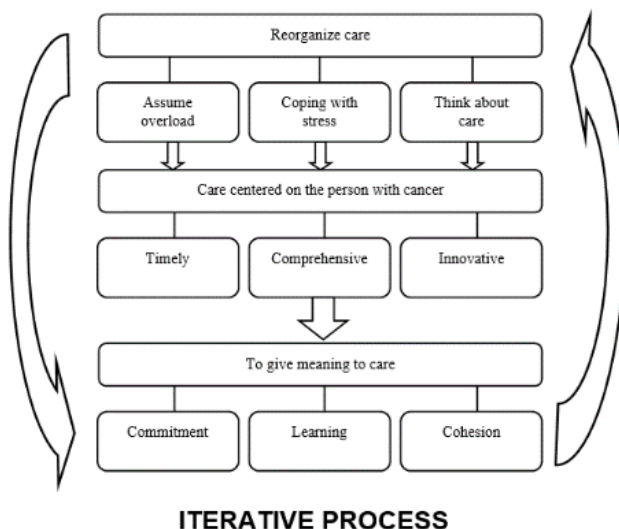 Reorganize care
Assume
overload
Coping with
stress
Think about
care
Care centered on the person with cancer
Timely
Comprehensive
Innovative
To give meaning to care
Commitment
Learning
Cohesion
ITERATIVE PROCESS